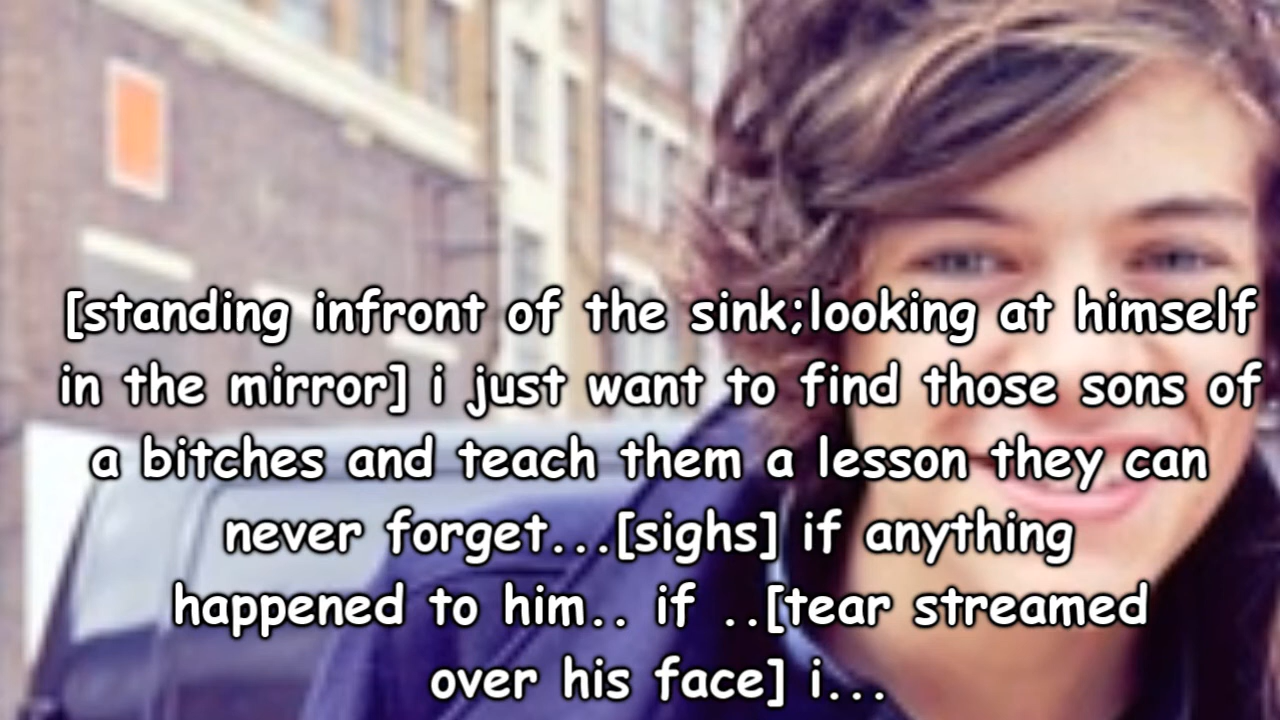 [standing infront of the sink;looking at himself
in the mirror] i just want to find those sons of
a bitches and teach them a lesson they can
never forget...[sighs] if anything
happened to him.. if ..[tear streamed
over his face] i...